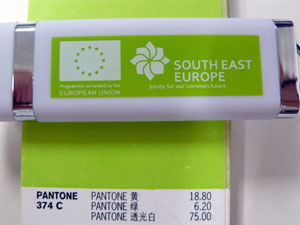 Programme co-funded by the
EUROPEAN UNION
SOUTH EAST
EUROPE
Jointly for our common future
PANTONE
374 C
PANTONE 黄 18.80
PANTONE 绿 6.20
PANTONE 透光白 75.00